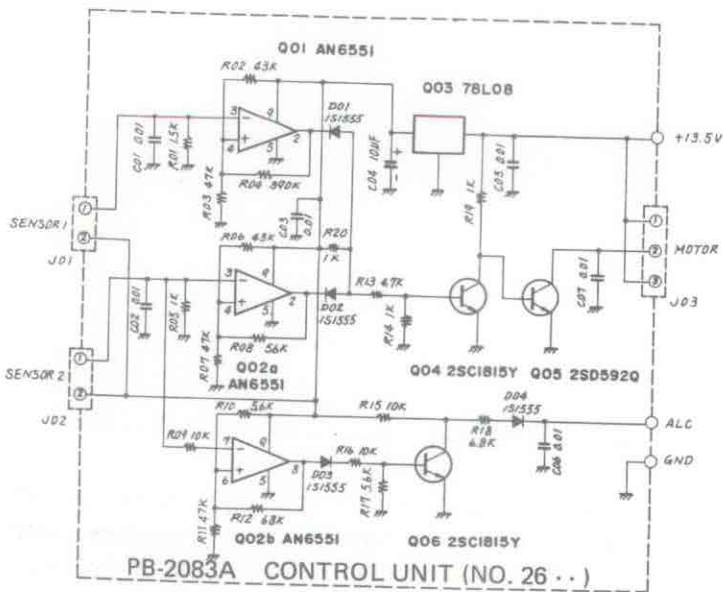 Q01 AN6551
R02 43K
Q03 78L08
D01
1S1555
C01 0.01
R01 1.5K
3
4
9
5
2
R04 390K
R03 47K
C04 10µF
+
-
+13.5V
C05 0.01
R19 1K
SENSOR 1
1
2
J01
C03
0.01
R06 43K
R20
1K
1
2
3
MOTOR
J03
C07 0.01
C02 0.01
R05 1K
3
4
9
5
2
D02
1S1555
R13 4.7K
R14 1K
R08 56K
R07 47K
Q02a
AN6551
Q04 2SC1815Y
Q05 2SD592Q
SENSOR 2
1
2
J02
R10 56K
R15 10K
D04
1S1555
R18
6.8K
ALC
C06 0.01
GND
R09 10K
7
6
9
5
8
D03
1S1555
R16 10K
R17 5.6K
R12 68K
R11 47K
Q02b AN6551
Q06 2SC1815Y
PB-2083A CONTROL UNIT (NO. 26 ··)